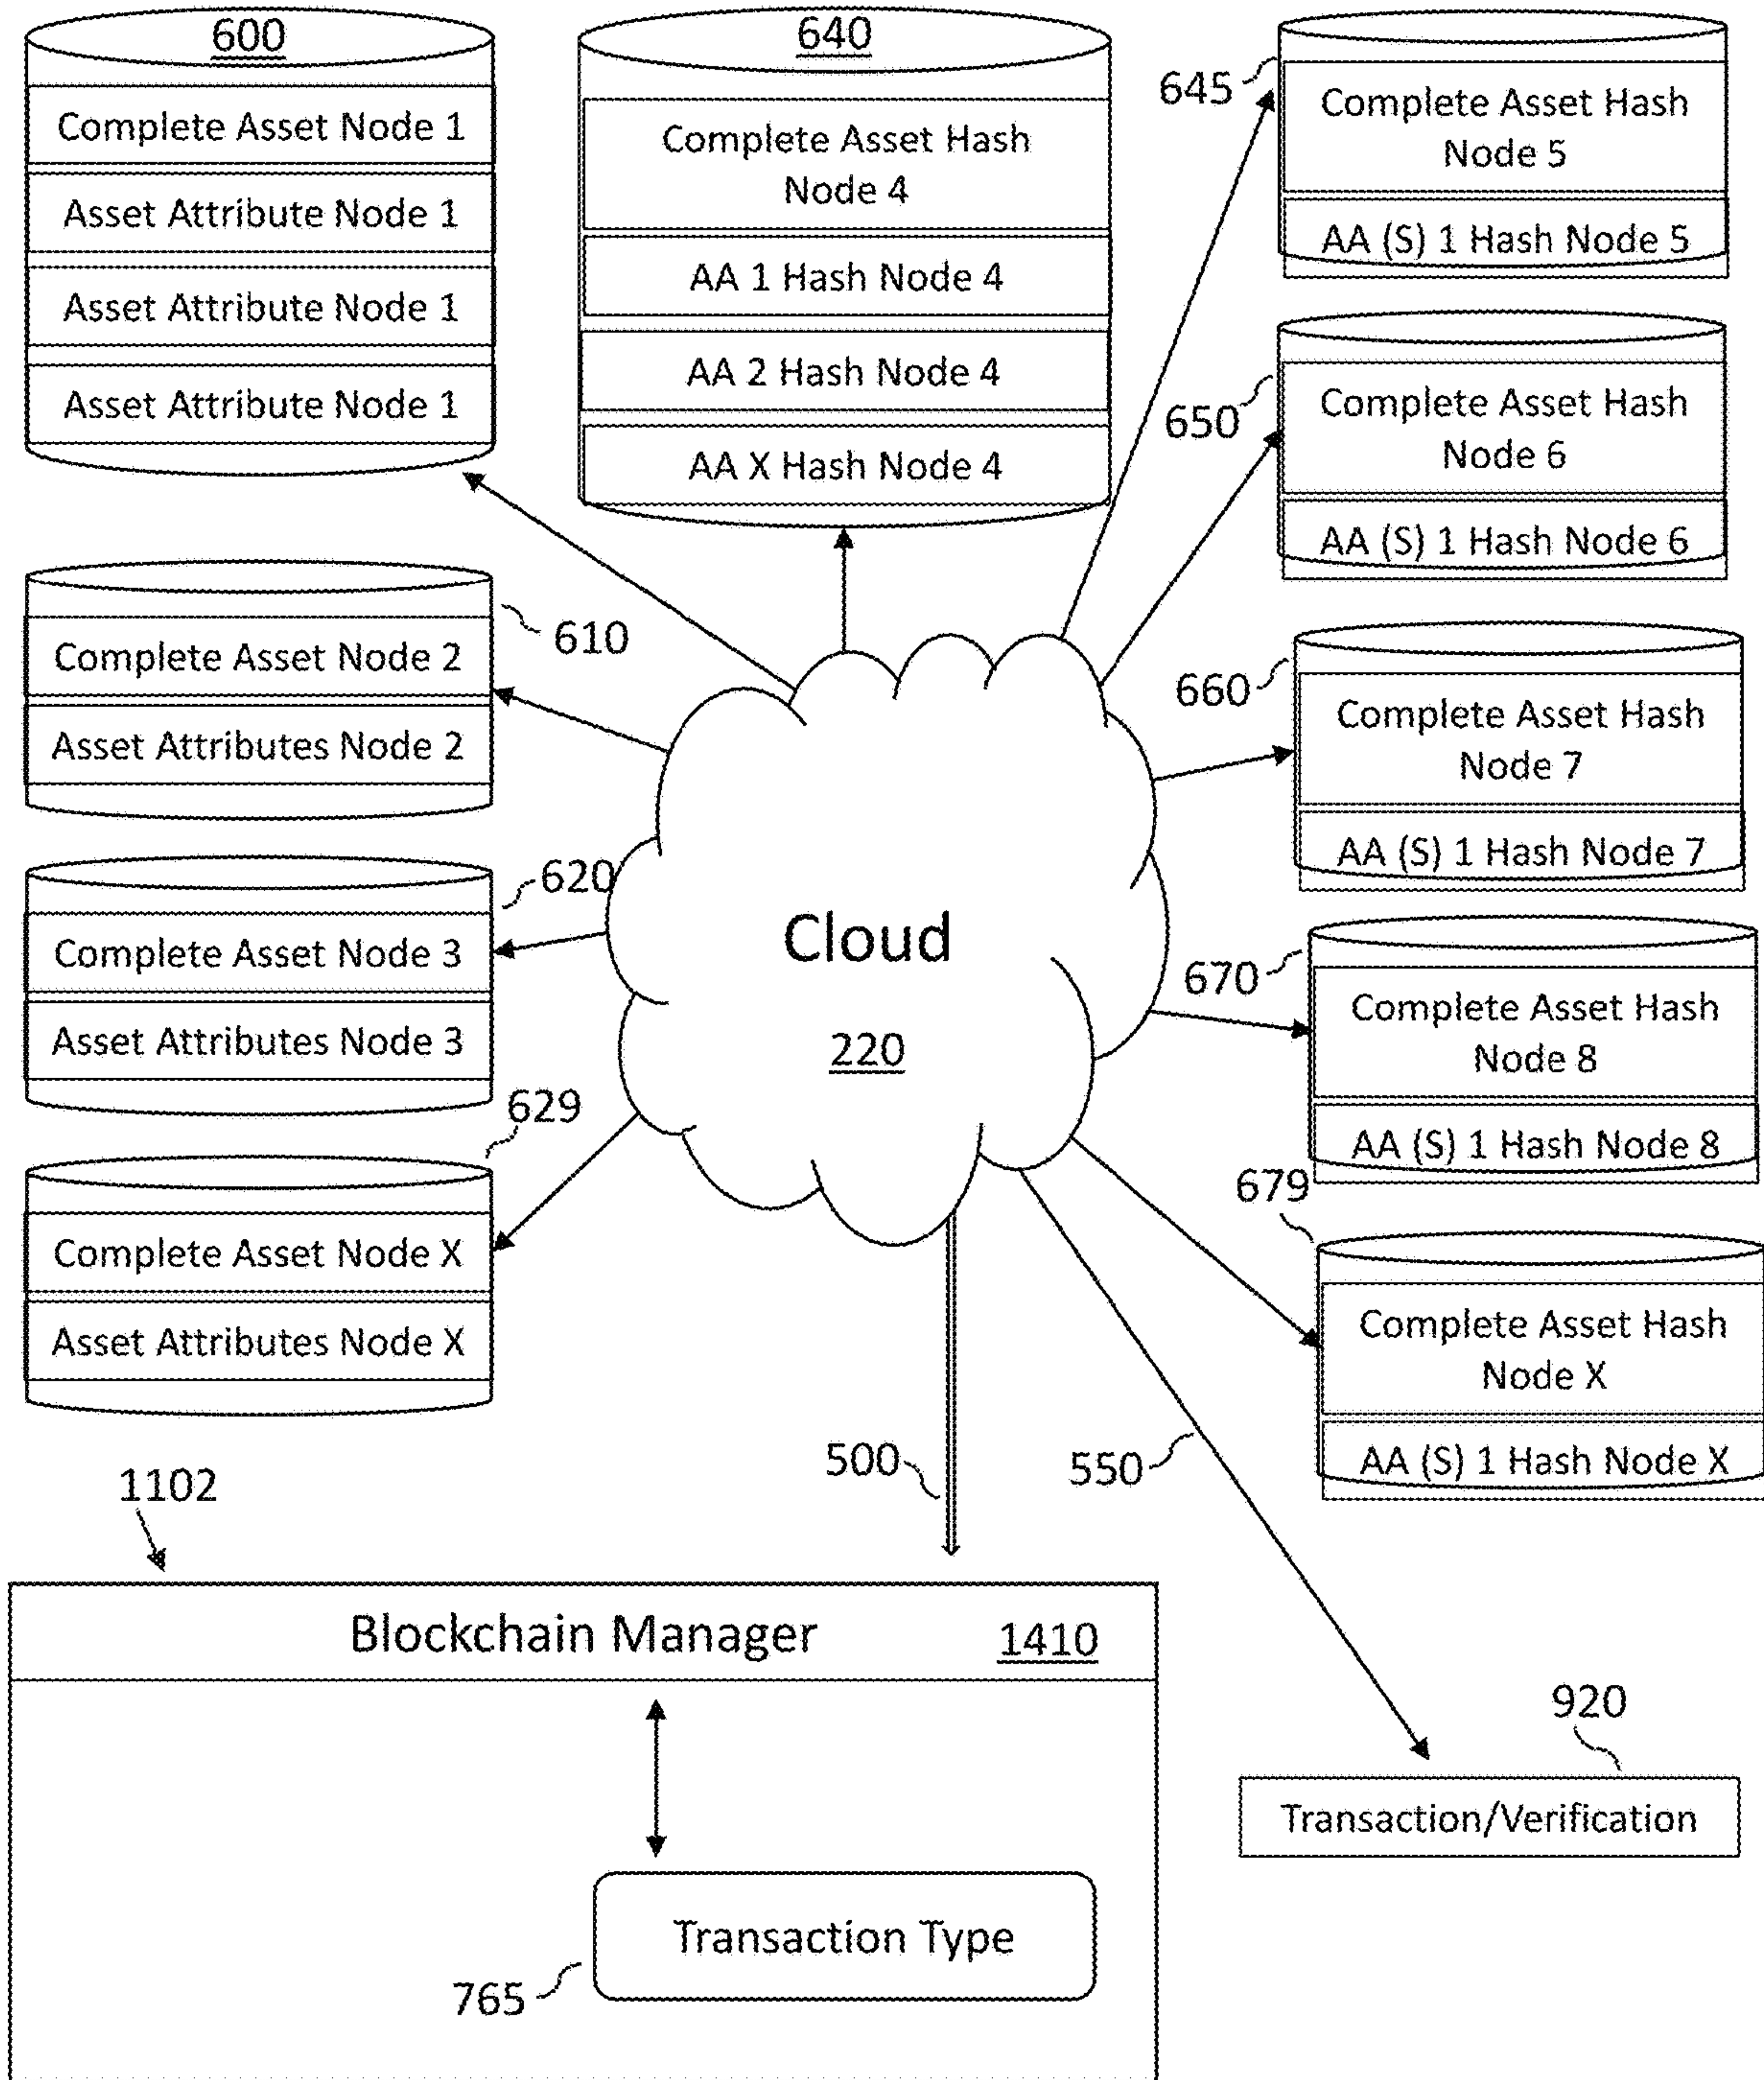 600
Complete Asset Node 1
Asset Attribute Node 1
Asset Attribute Node 1
Asset Attribute Node 1
640
Complete Asset Hash
Node 4
AA 1 Hash Node 4
AA 2 Hash Node 4
AA X Hash Node 4
645
Complete Asset Hash
Node 5
AA (S) 1 Hash Node 5
650
Complete Asset Hash
Node 6
AA (S) 1 Hash Node 6
610
Complete Asset Node 2
Asset Attributes Node 2
660
Complete Asset Hash
Node 7
AA (S) 1 Hash Node 7
620
Complete Asset Node 3
Asset Attributes Node 3
Cloud
220
670
Complete Asset Hash
Node 8
AA (S) 1 Hash Node 8
629
Complete Asset Node X
Asset Attributes Node X
679
Complete Asset Hash
Node X
AA (S) 1 Hash Node X
500
550
1102
Blockchain Manager
1410
920
Transaction/Verification
Transaction Type
765